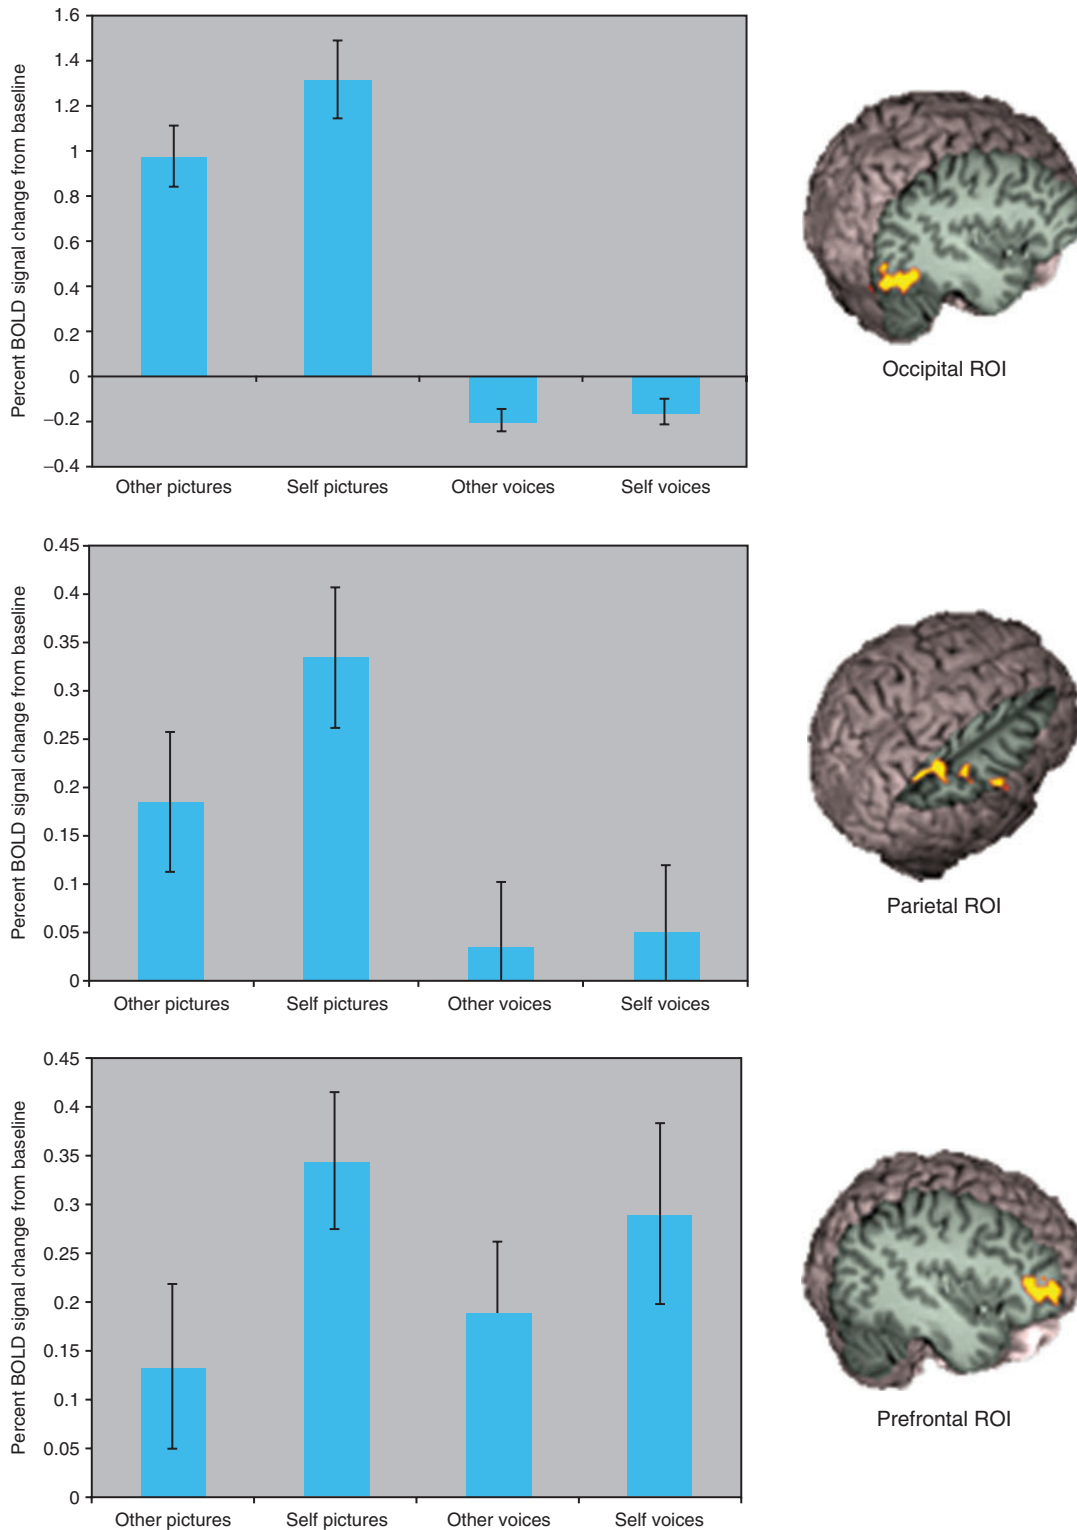 Percent BOLD signal change from baseline
1.6
1.4
1.2
1
0.8
0.6
0.4
0.2
0
–0.2
–0.4
Other pictures
Self pictures
Other voices
Self voices
Occipital ROI
Percent BOLD signal change from baseline
0.45
0.4
0.35
0.3
0.25
0.2
0.15
0.1
0.05
0
Other pictures
Self pictures
Other voices
Self voices
Parietal ROI
Percent BOLD signal change from baseline
0.45
0.4
0.35
0.3
0.25
0.2
0.15
0.1
0.05
0
Other pictures
Self pictures
Other voices
Self voices
Prefrontal ROI